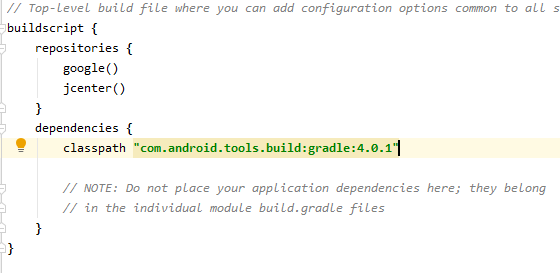 // Top-level build file where you can add configuration options common to all s
buildscript {
repositories {
google()
jcenter()
}
dependencies {
classpath "com.android.tools.build:gradle:4.0.1"
// NOTE: Do not place your application dependencies here; they belong
// in the individual module build.gradle files
}
}